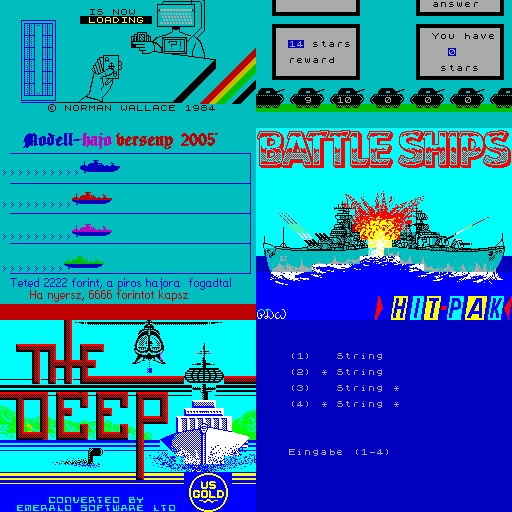 IS NOW
LOADING
?!
© NORMAN WALLACE 1984
answer
14 stars
reward
You have
0
stars
9 10 0 0 0
Modell-hajo verseny 2005
Teted 2222 forint, a piros hajora fogadtal
Ha nyersz, 6666 forintot kapsz
BATTLE SHIPS
PDW
HIT-PAK
THE
DEEP
US
GOLD
CONVERTED BY
EMERALD SOFTWARE LTD
(1) String
(2) * String
(3) String *
(4) * String *
Eingabe (1-4)